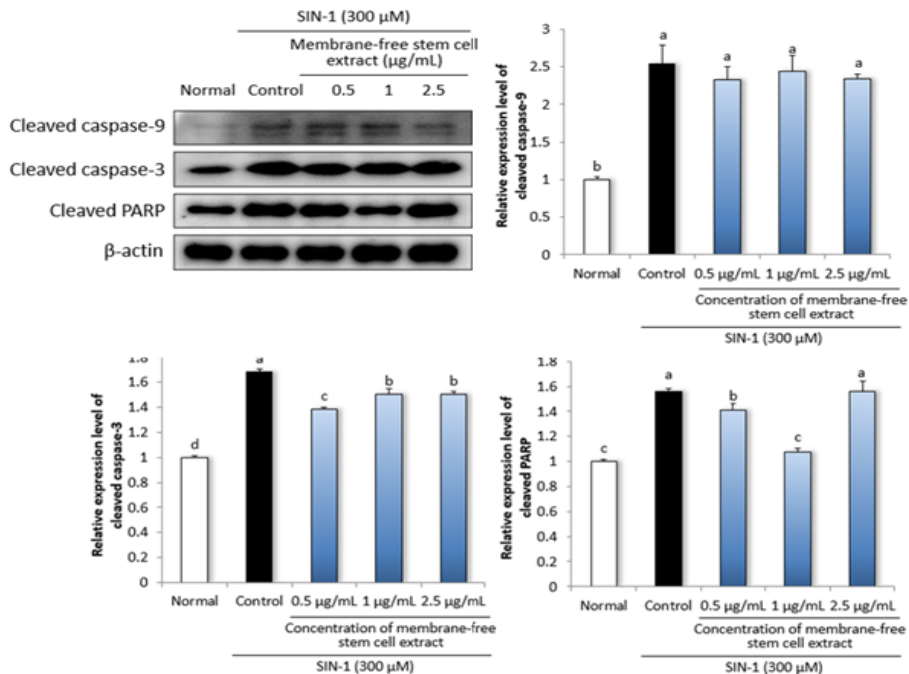 SIN-1 (300 μM)
Membrane-free stem cell
extract (μg/mL)
Normal Control 0.5 1 2.5
Cleaved caspase-9
Cleaved caspase-3
Cleaved PARP
β-actin
Relative expression level of
cleaved caspase-9
3
2.5
2
1.5
1
0.5
0
b
a
a
a
a
Normal Control 0.5 μg/mL 1 μg/mL 2.5 μg/mL
Concentration of membrane-free
stem cell extract
SIN-1 (300 μM)
Relative expression level of
cleaved caspase-3
1.8
1.6
1.4
1.2
1
0.8
0.6
0.4
0.2
0
d
a
c
b
b
Normal Control 0.5 μg/mL 1 μg/mL 2.5 μg/mL
Concentration of membrane-free
stem cell extract
SIN-1 (300 μM)
Relative expression level of
cleaved PARP
1.8
1.6
1.4
1.2
1
0.8
0.6
0.4
0.2
0
c
a
b
c
a
Normal Control 0.5 μg/mL 1 μg/mL 2.5 μg/mL
Concentration of membrane-free
stem cell extract
SIN-1 (300 μM)